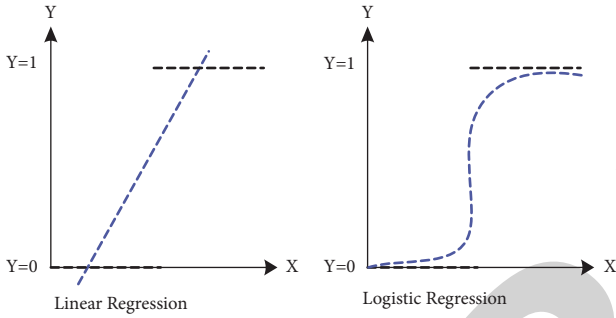 Y
Y=1
Y=0
X
Linear Regression
Y
Y=1
Y=0
X
Logistic Regression